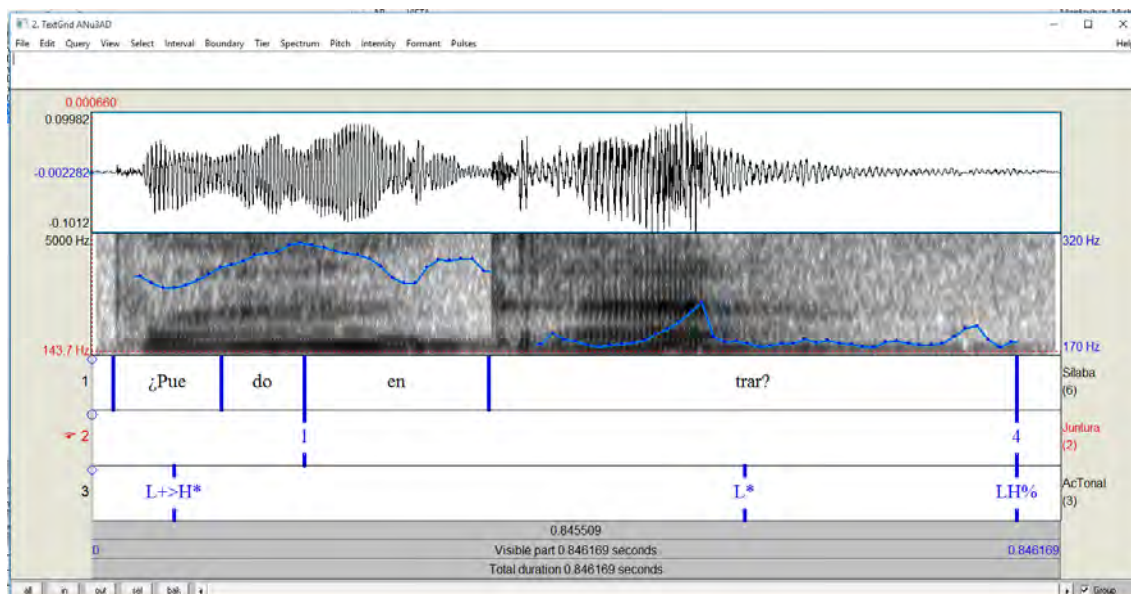 2. TextGrid ANu3AD
File Edit Query View Select Interval Boundary Tier Spectrum Pitch Intensity Formant Pulses Help
0.000660
0.09982
-0.002282
-0.1012
5000 Hz 320 Hz
143.7 Hz 170 Hz
1 ¿Pue do en trar? Sílaba
(6)
2 1 4 Juntura
(2)
3 L+>H* L* LH% AcTonal
(3)
0.845509
0 Visible part 0.846169 seconds 0.846169
Total duration 0.846169 seconds
all in out sel bak Group